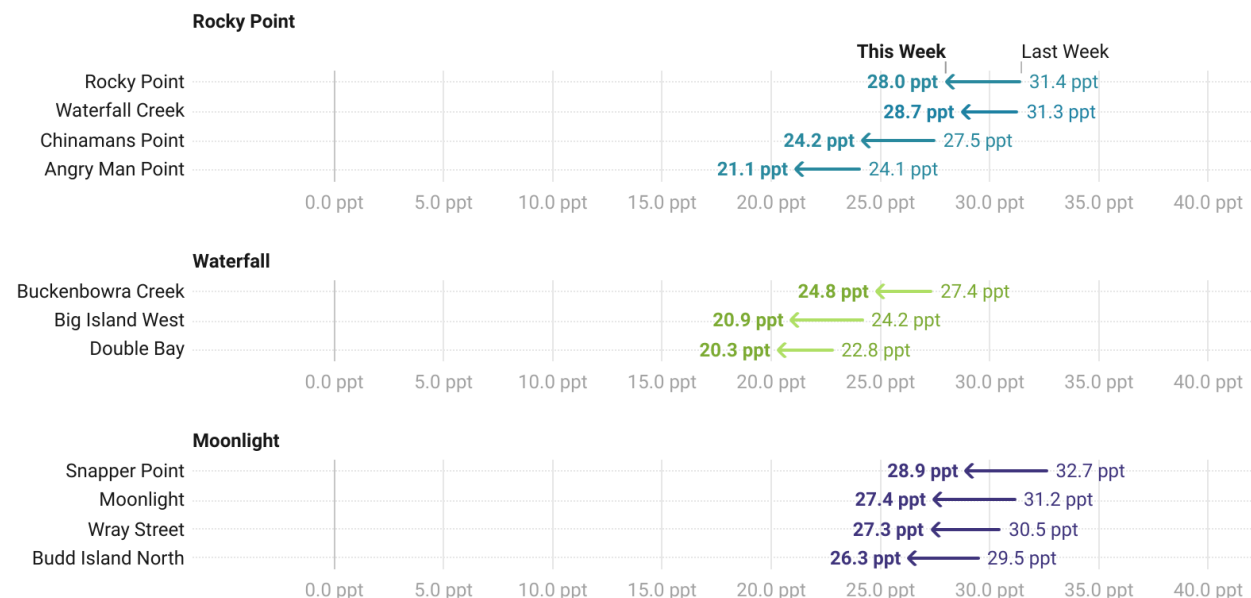 Rocky Point
This Week Last Week
Rocky Point 28.0 ppt 31.4 ppt
Waterfall Creek 28.7 ppt 31.3 ppt
Chinamans Point 24.2 ppt 27.5 ppt
Angry Man Point 21.1 ppt 24.1 ppt
0.0 ppt 5.0 ppt 10.0 ppt 15.0 ppt 20.0 ppt 25.0 ppt 30.0 ppt 35.0 ppt 40.0 ppt
Waterfall
Buckenbowra Creek 24.8 ppt 27.4 ppt
Big Island West 20.9 ppt 24.2 ppt
Double Bay 20.3 ppt 22.8 ppt
0.0 ppt 5.0 ppt 10.0 ppt 15.0 ppt 20.0 ppt 25.0 ppt 30.0 ppt 35.0 ppt 40.0 ppt
Moonlight
Snapper Point 28.9 ppt 32.7 ppt
Moonlight 27.4 ppt 31.2 ppt
Wray Street 27.3 ppt 30.5 ppt
Budd Island North 26.3 ppt 29.5 ppt
0.0 ppt 5.0 ppt 10.0 ppt 15.0 ppt 20.0 ppt 25.0 ppt 30.0 ppt 35.0 ppt 40.0 ppt